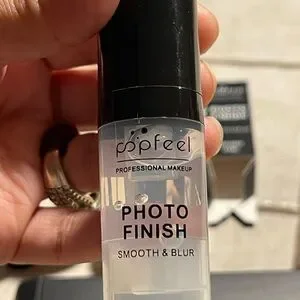 popfeel
PROFESSIONAL MAKEUP
PHOTO
FINISH
SMOOTH & BLUR